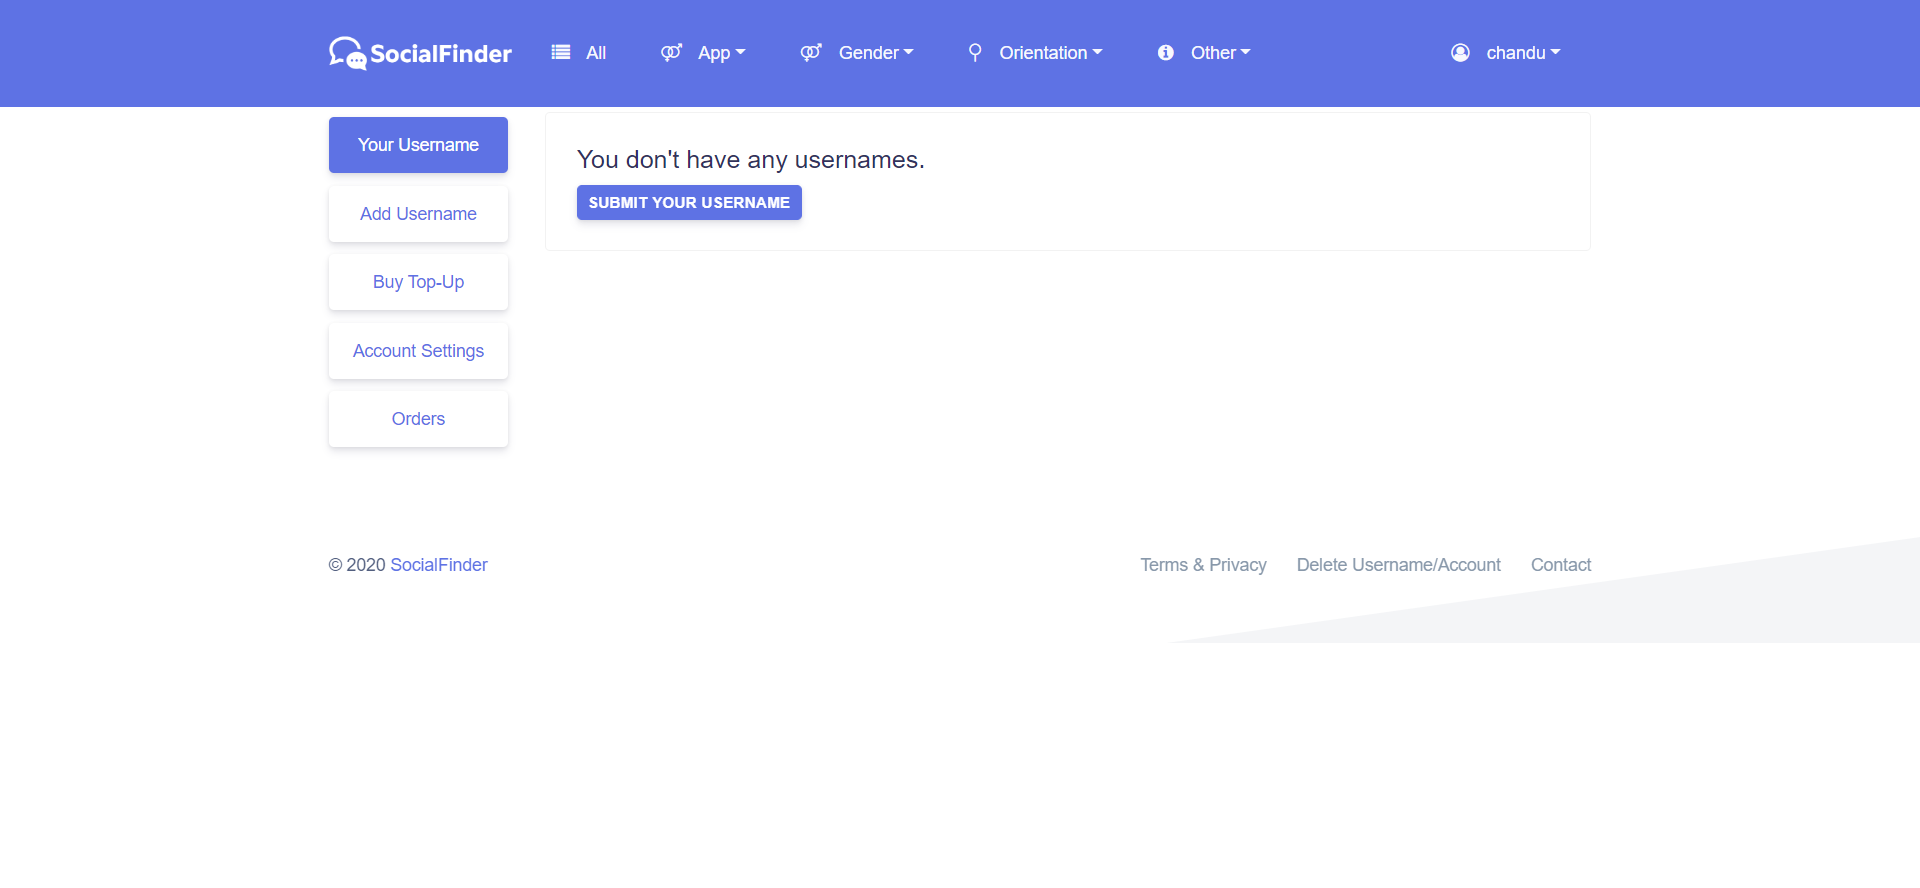 SocialFinder
All
App
Gender
Orientation
Other
chandu
Your Username
Add Username
Buy Top-Up
Account Settings
Orders
You don't have any usernames.
SUBMIT YOUR USERNAME
© 2020 SocialFinder
Terms & Privacy
Delete Username/Account
Contact